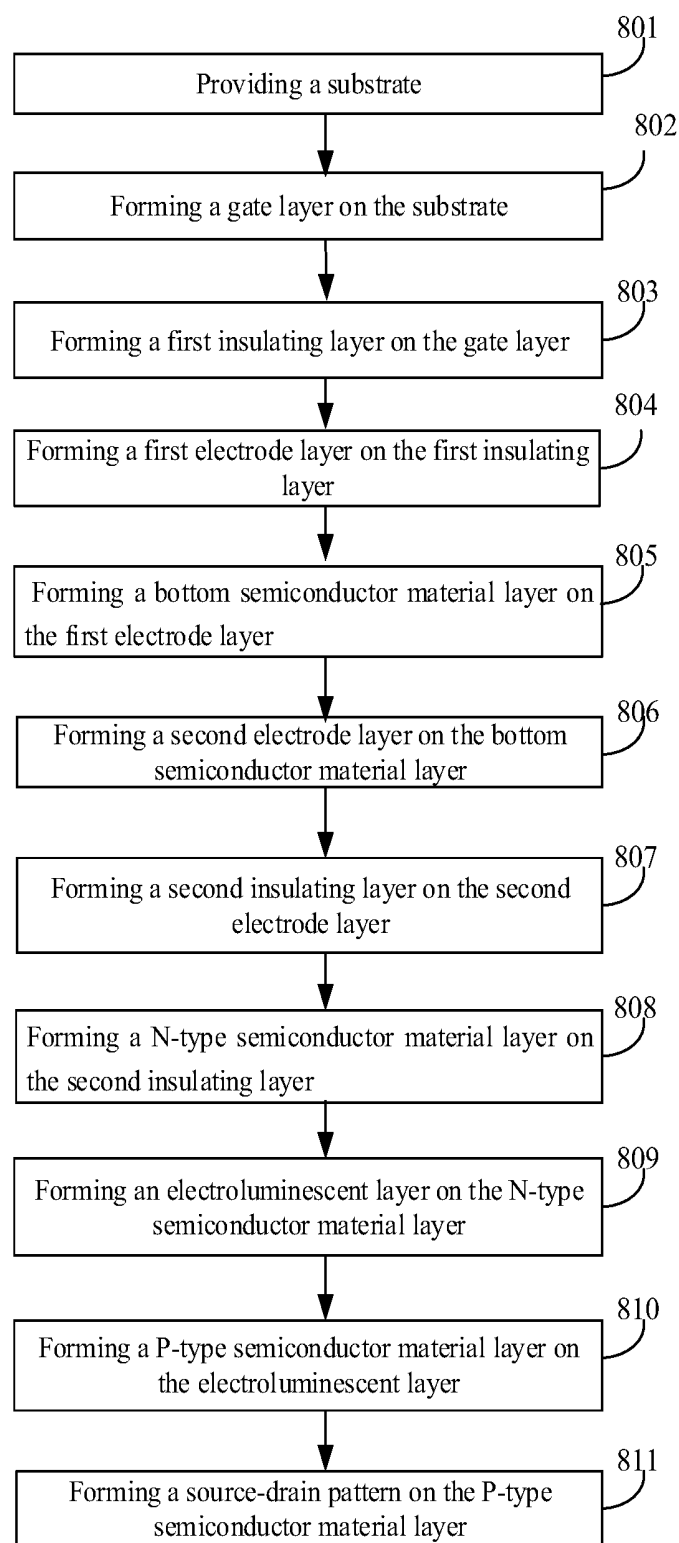 801
Providing a substrate
802
Forming a gate layer on the substrate
803
Forming a first insulating layer on the gate layer
804
Forming a first electrode layer on the first insulating
layer
805
Forming a bottom semiconductor material layer on
the first electrode layer
806
Forming a second electrode layer on the bottom
semiconductor material layer
807
Forming a second insulating layer on the second
electrode layer
808
Forming a N-type semiconductor material layer on
the second insulating layer
809
Forming an electroluminescent layer on the N-type
semiconductor material layer
810
Forming a P-type semiconductor material layer on
the electroluminescent layer
811
Forming a source-drain pattern on the P-type
semiconductor material layer